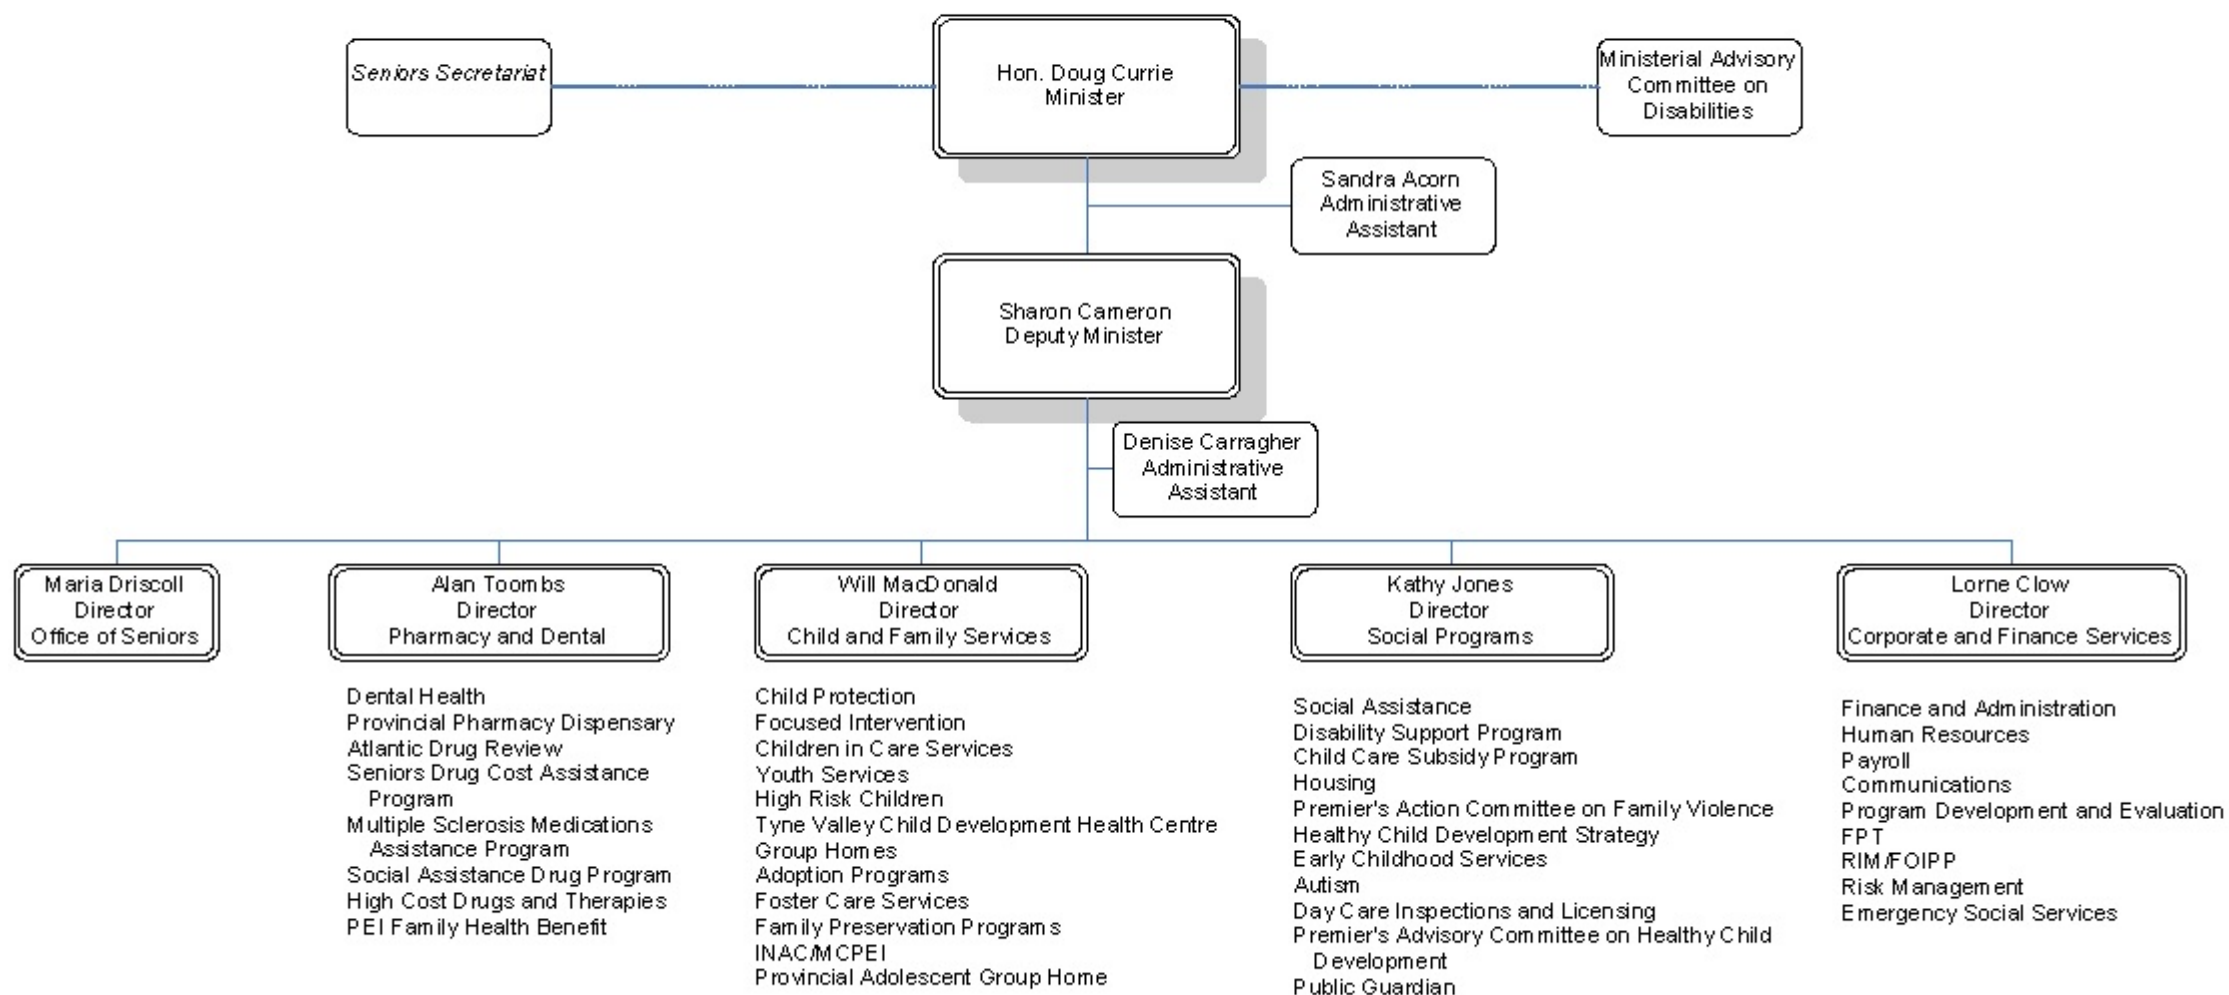 Seniors Secretariat
Hon. Doug Currie
Minister
Ministerial Advisory
Committee on
Disabilities
Sandra Acorn
Administrative
Assistant
Sharon Cameron
Deputy Minister
Denise Carragher
Administrative
Assistant
Maria Driscoll
Director
Office of Seniors
Alan Toombs
Director
Pharmacy and Dental
Will MacDonald
Director
Child and Family Services
Kathy Jones
Director
Social Programs
Lorne Clow
Director
Corporate and Finance Services
Dental Health
Provincial Pharmacy Dispensary
Atlantic Drug Review
Seniors Drug Cost Assistance
Program
Multiple Sclerosis Medications
Assistance Program
Social Assistance Drug Program
High Cost Drugs and Therapies
PEI Family Health Benefit
Child Protection
Focused Intervention
Children in Care Services
Youth Services
High Risk Children
Tyne Valley Child Development Health Centre
Group Homes
Adoption Programs
Foster Care Services
Family Preservation Programs
INAC/MCPEI
Provincial Adolescent Group Home
Social Assistance
Disability Support Program
Child Care Subsidy Program
Housing
Premier's Action Committee on Family Violence
Healthy Child Development Strategy
Early Childhood Services
Autism
Day Care Inspections and Licensing
Premier's Advisory Committee on Healthy Child
Development
Public Guardian
Finance and Administration
Human Resources
Payroll
Communications
Program Development and Evaluation
FPT
RIM/FOIPP
Risk Management
Emergency Social Services